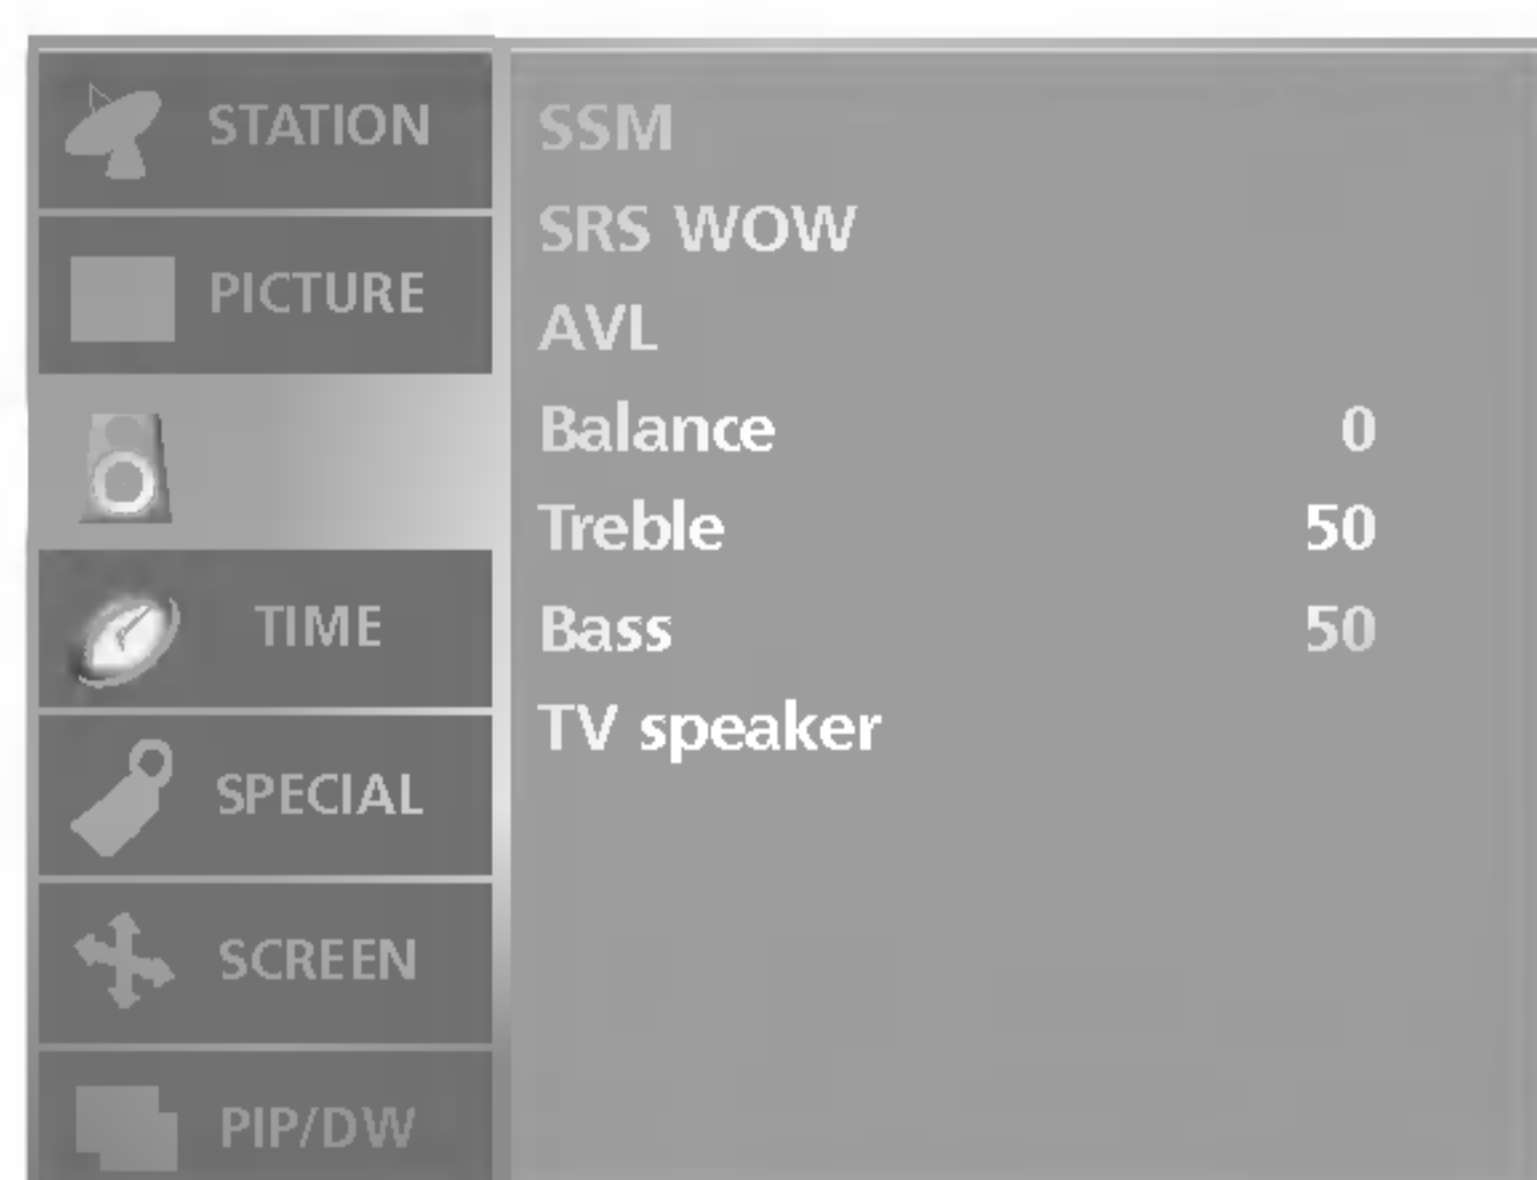 STATION
PICTURE
TIME
SPECIAL
SCREEN
PIP/DW
SSM
SRS WOW
AVL
Balance 0
Treble 50
Bass 50
TV speaker